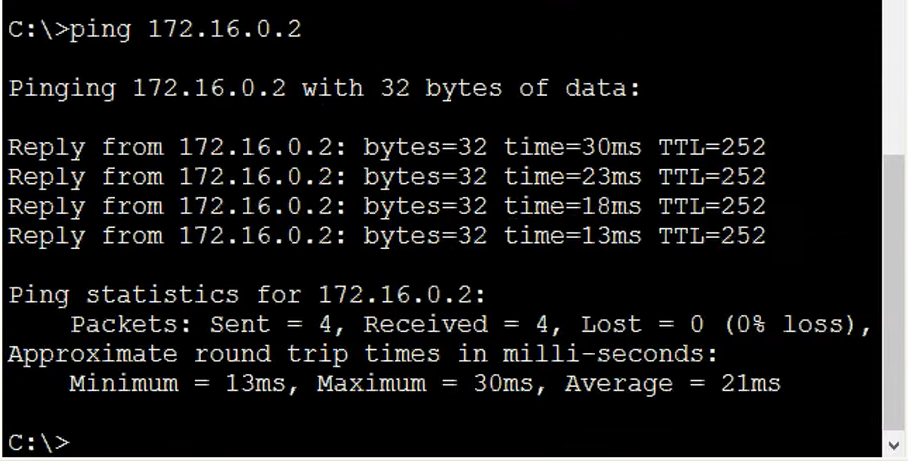 C:\>ping 172.16.0.2
Pinging 172.16.0.2 with 32 bytes of data:
Reply from 172.16.0.2: bytes=32 time=30ms TTL=252
Reply from 172.16.0.2: bytes=32 time=23ms TTL=252
Reply from 172.16.0.2: bytes=32 time=18ms TTL=252
Reply from 172.16.0.2: bytes=32 time=13ms TTL=252
Ping statistics for 172.16.0.2:
Packets: Sent = 4, Received = 4, Lost = 0 (0% loss),
Approximate round trip times in milli-seconds:
Minimum = 13ms, Maximum = 30ms, Average = 21ms
C:\>